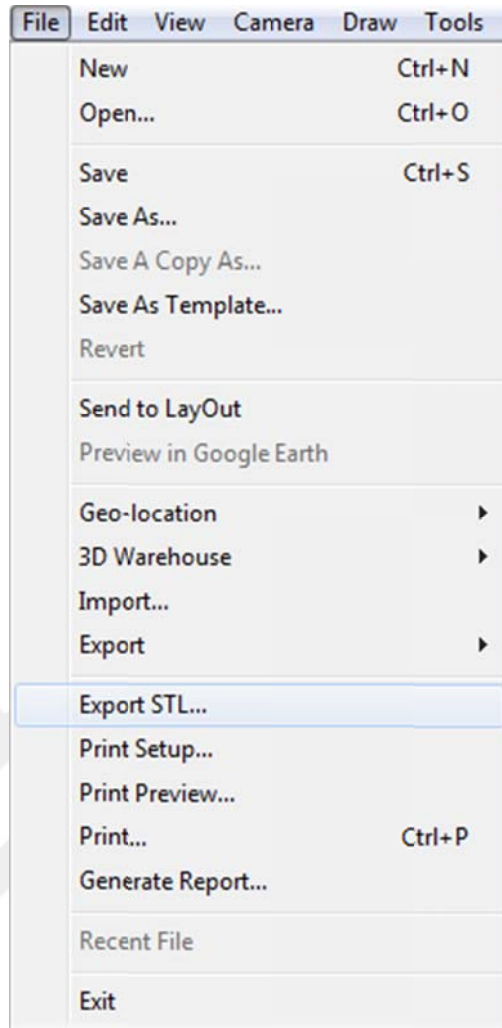 File Edit View Camera Draw Tools
New Ctrl+N
Open... Ctrl+O
Save Ctrl+S
Save As...
Save A Copy As...
Save As Template...
Revert
Send to LayOut
Preview in Google Earth
Geo-location
3D Warehouse
Import...
Export
Export STL...
Print Setup...
Print Preview...
Print... Ctrl+P
Generate Report...
Recent File
Exit